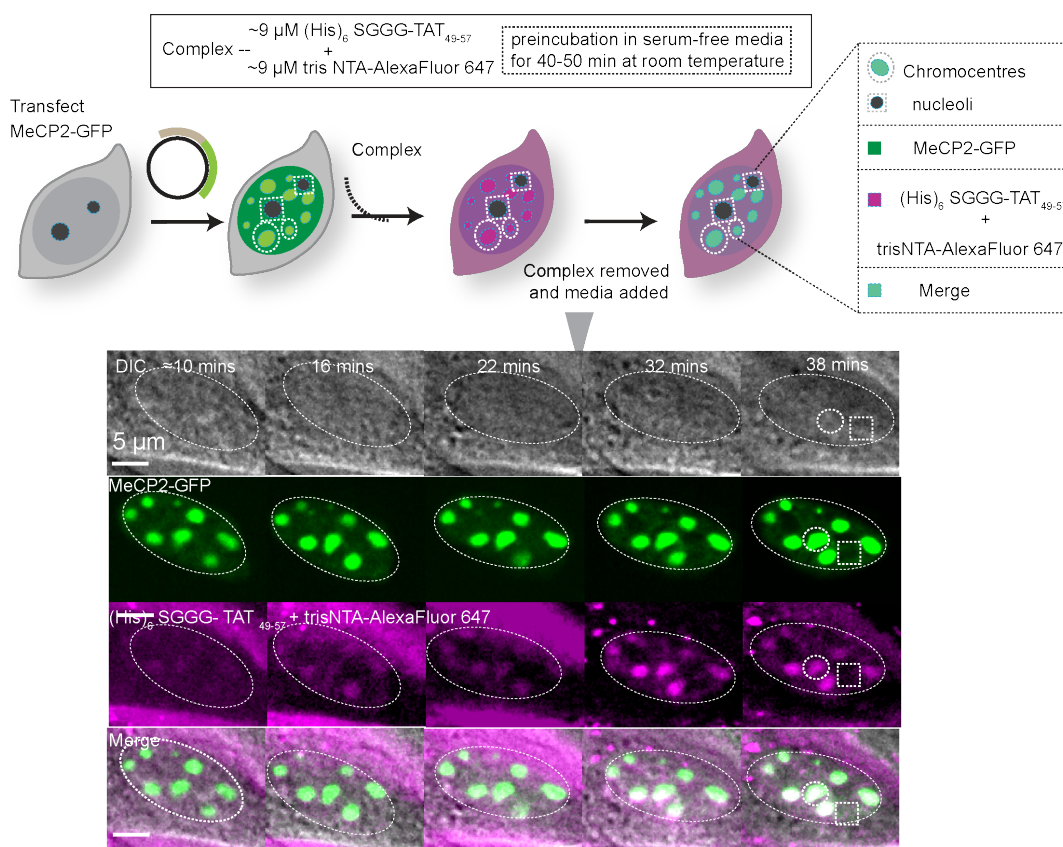 ~9 µM (His)6 SGGG-TAT49-57
Complex -- +
~9 µM tris NTA-AlexaFluor 647
preincubation in serum-free media
for 40-50 min at room temperature
Transfect
MeCP2-GFP
Complex
Complex removed
and media added
Chromocentres
nucleoli
MeCP2-GFP
(His)6 SGGG-TAT49-5
+
trisNTA-AlexaFluor 647
Merge
DIC ~10 mins 16 mins 22 mins 32 mins 38 mins
5 µm
MeCP2-GFP
(His)6 SGGG- TAT 49-57 + trisNTA-AlexaFluor 647
Merge